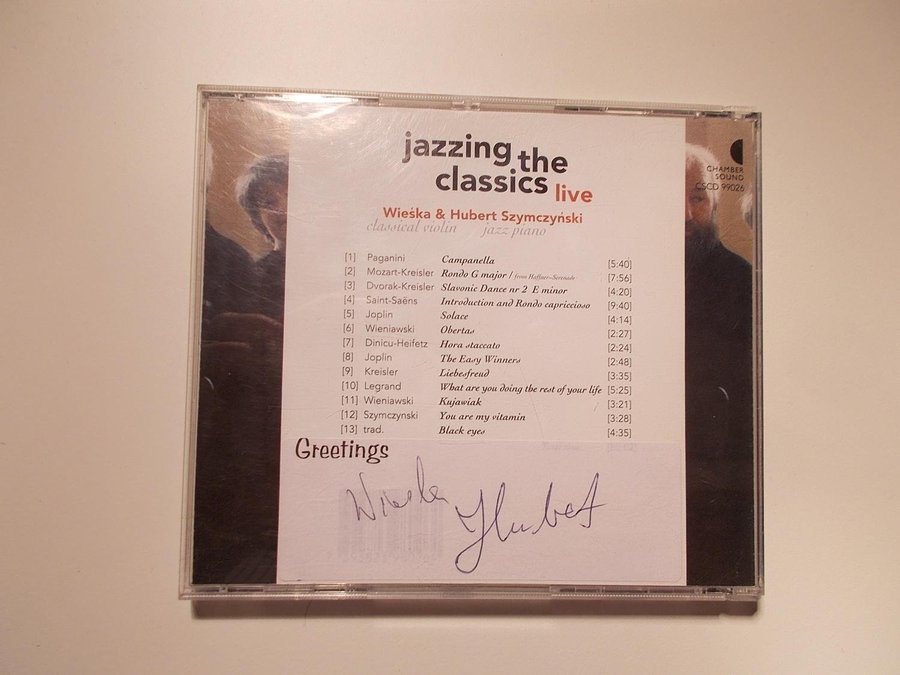 jazzing the
classics live
CHAMBER
SOUND
CSCD 99026
Wieśka & Hubert Szymczyński
classical violin jazz piano
[1] Paganini Campanella [5:40]
[2] Mozart-Kreisler Rondo G major / from Haffner-Serenade [7:56]
[3] Dvorak-Kreisler Slavonic Dance nr 2 E minor [4:20]
[4] Saint-Saëns Introduction and Rondo capriccioso [9:40]
[5] Joplin Solace [4:14]
[6] Wieniawski Obertas [2:27]
[7] Dinicu-Heifetz Hora staccato [2:24]
[8] Joplin The Easy Winners [2:48]
[9] Kreisler Liebesfreud [3:35]
[10] Legrand What are you doing the rest of your life [5:25]
[11] Wieniawski Kujawiak [3:21]
[12] Szymczynski You are my vitamin [3:28]
[13] trad. Black eyes [4:35]
Greetings
Wieśka Hubert